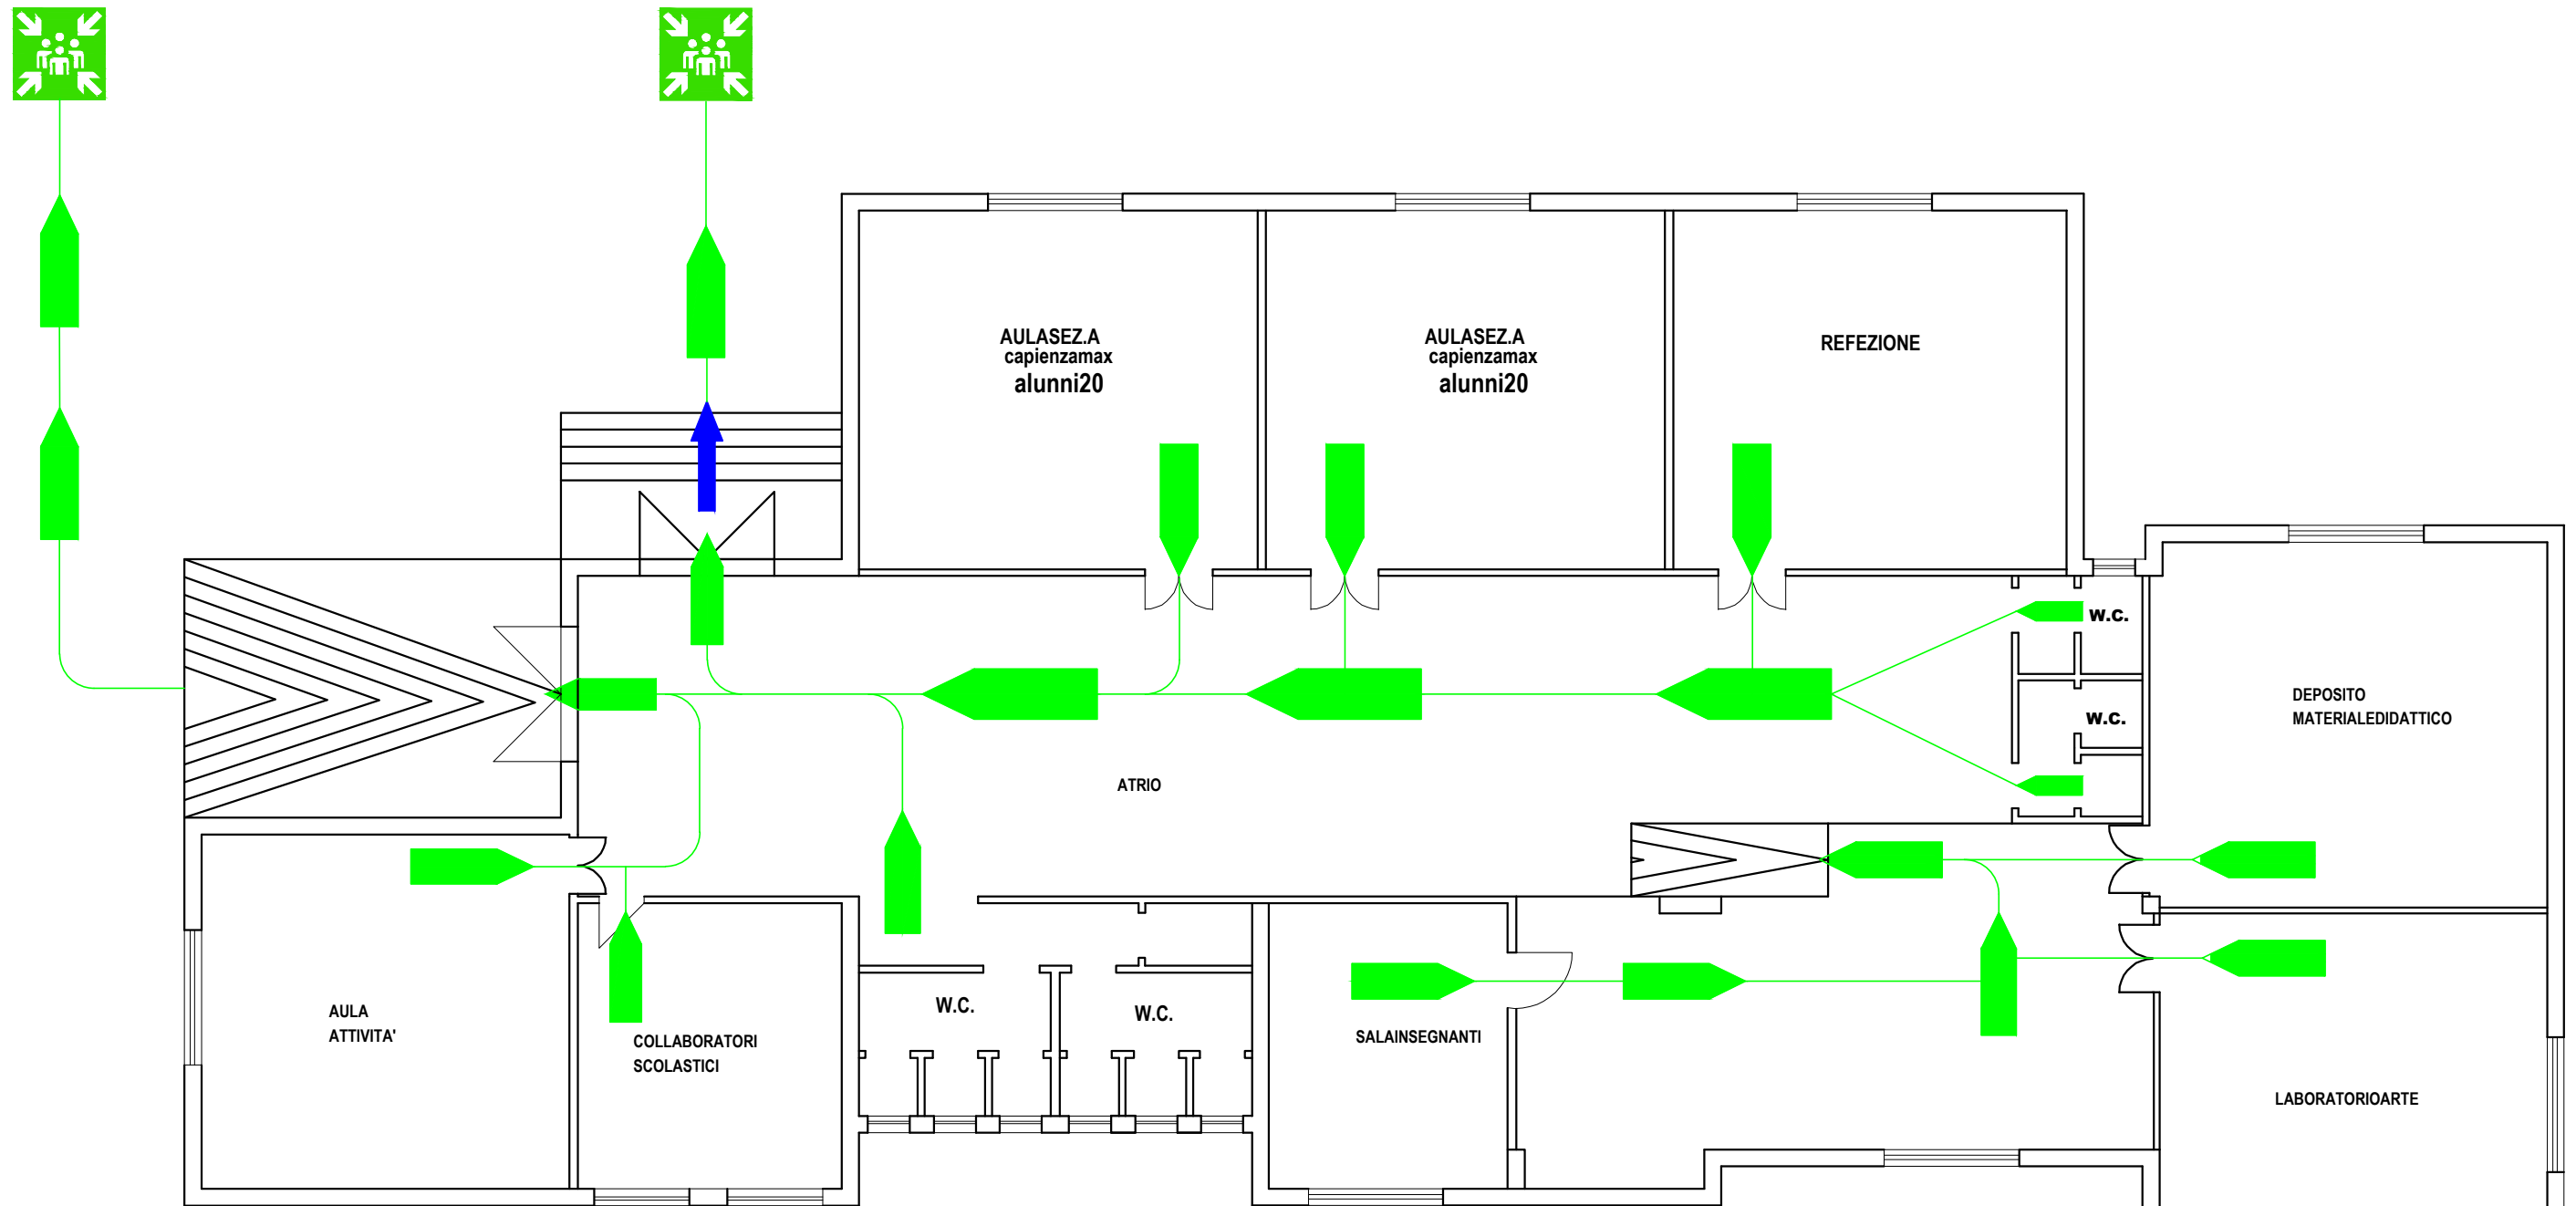 AULASEZ.A
capienzamax
alunni20
AULASEZ.A
capienzamax
alunni20
REFEZIONE
W.C.
W.C.
DEPOSITO
MATERIALEDIDATTICO
ATRIO
AULA
ATTIVITA'
COLLABORATORI
SCOLASTICI
W.C.
W.C.
SALAINSEGNANTI
LABORATORIOARTE